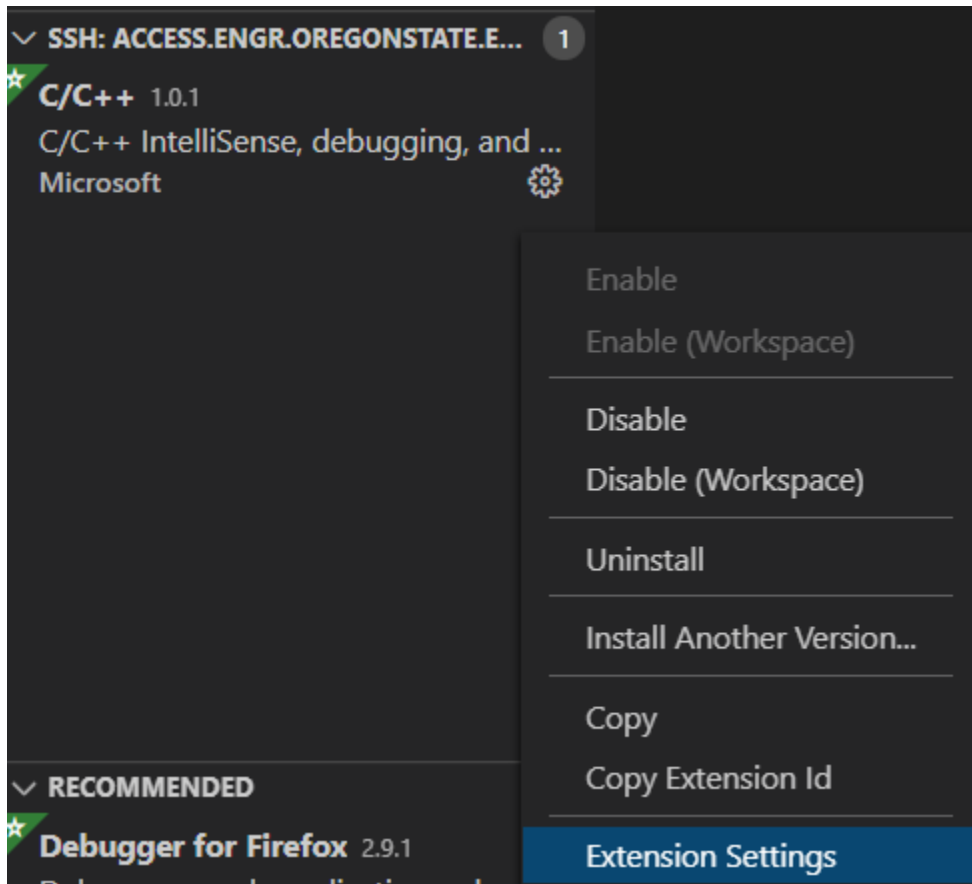 SSH: ACCESS.ENGR.OREGONSTATE.E... 1
C/C++ 1.0.1
C/C++ IntelliSense, debugging, and ...
Microsoft
Enable
Enable (Workspace)
Disable
Disable (Workspace)
Uninstall
Install Another Version...
Copy
Copy Extension Id
Extension Settings
RECOMMENDED
Debugger for Firefox 2.9.1